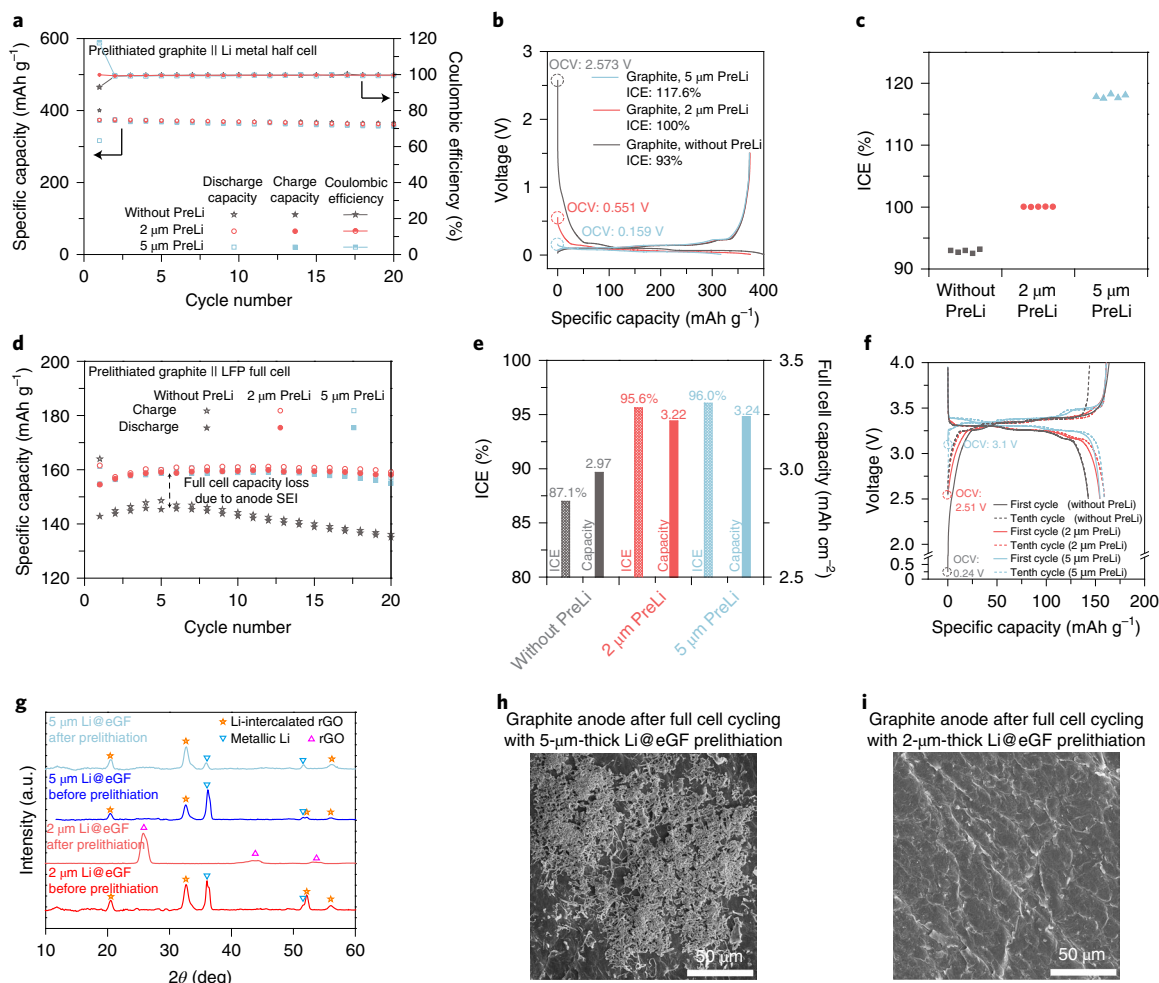 a
Prelithiated graphite || Li metal half cell
Specific capacity (mAh g−1)
600
500
400
300
200
0
120
100
80
60
40
20
0
Coulombic efficiency (%)
Discharge capacity
Charge capacity
Coulombic efficiency
Without PreLi
2 μm PreLi
5 μm PreLi
0 5 10 15 20
Cycle number
b
OCV: 2.573 V
Graphite, 5 μm PreLi
ICE: 117.6%
Graphite, 2 μm PreLi
ICE: 100%
Graphite, without PreLi
ICE: 93%
OCV: 0.551 V
OCV: 0.159 V
Voltage (V)
3
2
1
0
0 100 200 300 400
Specific capacity (mAh g−1)
c
ICE (%)
120
110
100
90
Without PreLi
2 μm PreLi
5 μm PreLi
d
Prelithiated graphite || LFP full cell
Without PreLi 2 μm PreLi 5 μm PreLi
Charge
Discharge
Full cell capacity loss
due to anode SEI
Specific capacity (mAh g−1)
200
180
160
140
120
0 5 10 15 20
Cycle number
e
ICE (%)
100
95
90
85
80
87.1%
2.97
95.6%
3.22
96.0%
3.24
ICE
Capacity
ICE
Capacity
ICE
Capacity
3.5
3.0
2.5
Full cell capacity (mAh cm−2)
Without PreLi
2 μm PreLi
5 μm PreLi
f
Voltage (V)
4.0
3.5
3.0
2.5
2.0
0.5
0
OCV: 3.1 V
OCV:
2.51 V
OCV:
0.24 V
First cycle (without PreLi)
Tenth cycle (without PreLi)
First cycle (2 μm PreLi)
Tenth cycle (2 μm PreLi)
First cycle (5 μm PreLi)
Tenth cycle (5 μm PreLi)
0 50 100 150 200
Specific capacity (mAh g−1)
g
5 μm Li@eGF
after prelithiation
Li-intercalated rGO
Metallic Li
rGO
5 μm Li@eGF
before prelithiation
2 μm Li@eGF
after prelithiation
2 μm Li@eGF
before prelithiation
Intensity (a.u.)
10 20 30 40 50 60
2θ (deg)
h
Graphite anode after full cell cycling
with 5-μm-thick Li@eGF prelithiation
50 μm
i
Graphite anode after full cell cycling
with 2-μm-thick Li@eGF prelithiation
50 μm